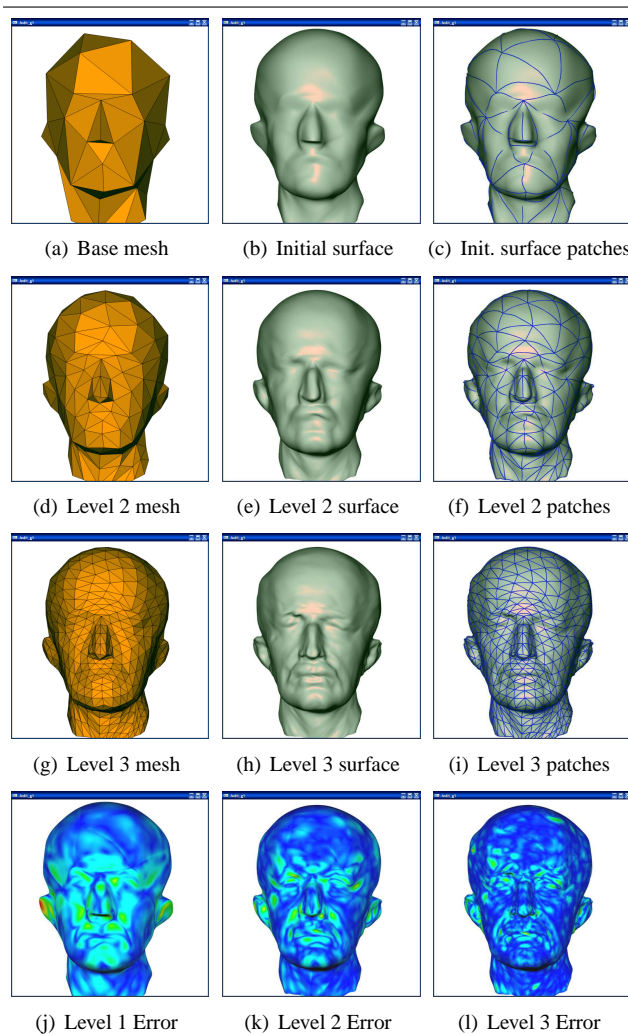 (a) Base mesh
(b) Initial surface
(c) Init. surface patches
(d) Level 2 mesh
(e) Level 2 surface
(f) Level 2 patches
(g) Level 3 mesh
(h) Level 3 surface
(i) Level 3 patches
(j) Level 1 Error
(k) Level 2 Error
(l) Level 3 Error